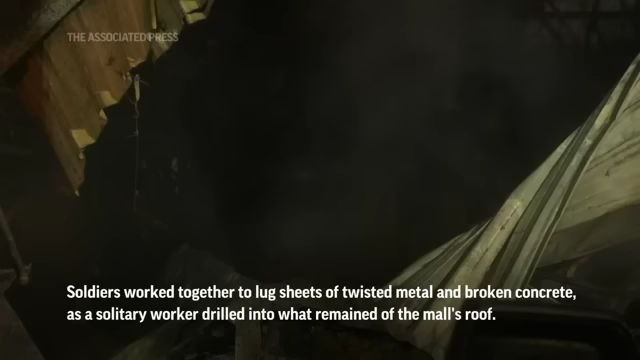 THE ASSOCIATED PRESS
Soldiers worked together to lug sheets of twisted metal and broken concrete,
as a solitary worker drilled into what remained of the mall's roof.